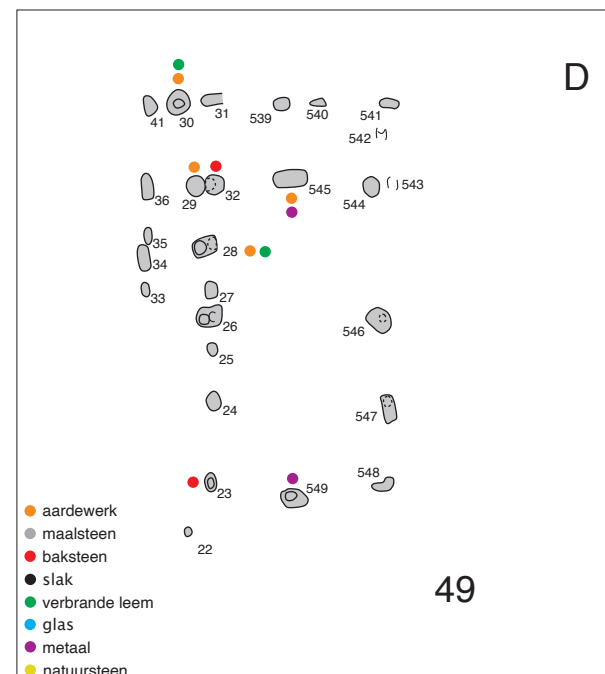 D
41 30 31 539 540 541
542
36 29 32 545 544 543
35
34 28
33 27
26 546
25
24 547
23 549 548
22
aardewerk
maalsteen
baksteen
slak
verbrande leem
glas
metaal
natuursteen
49